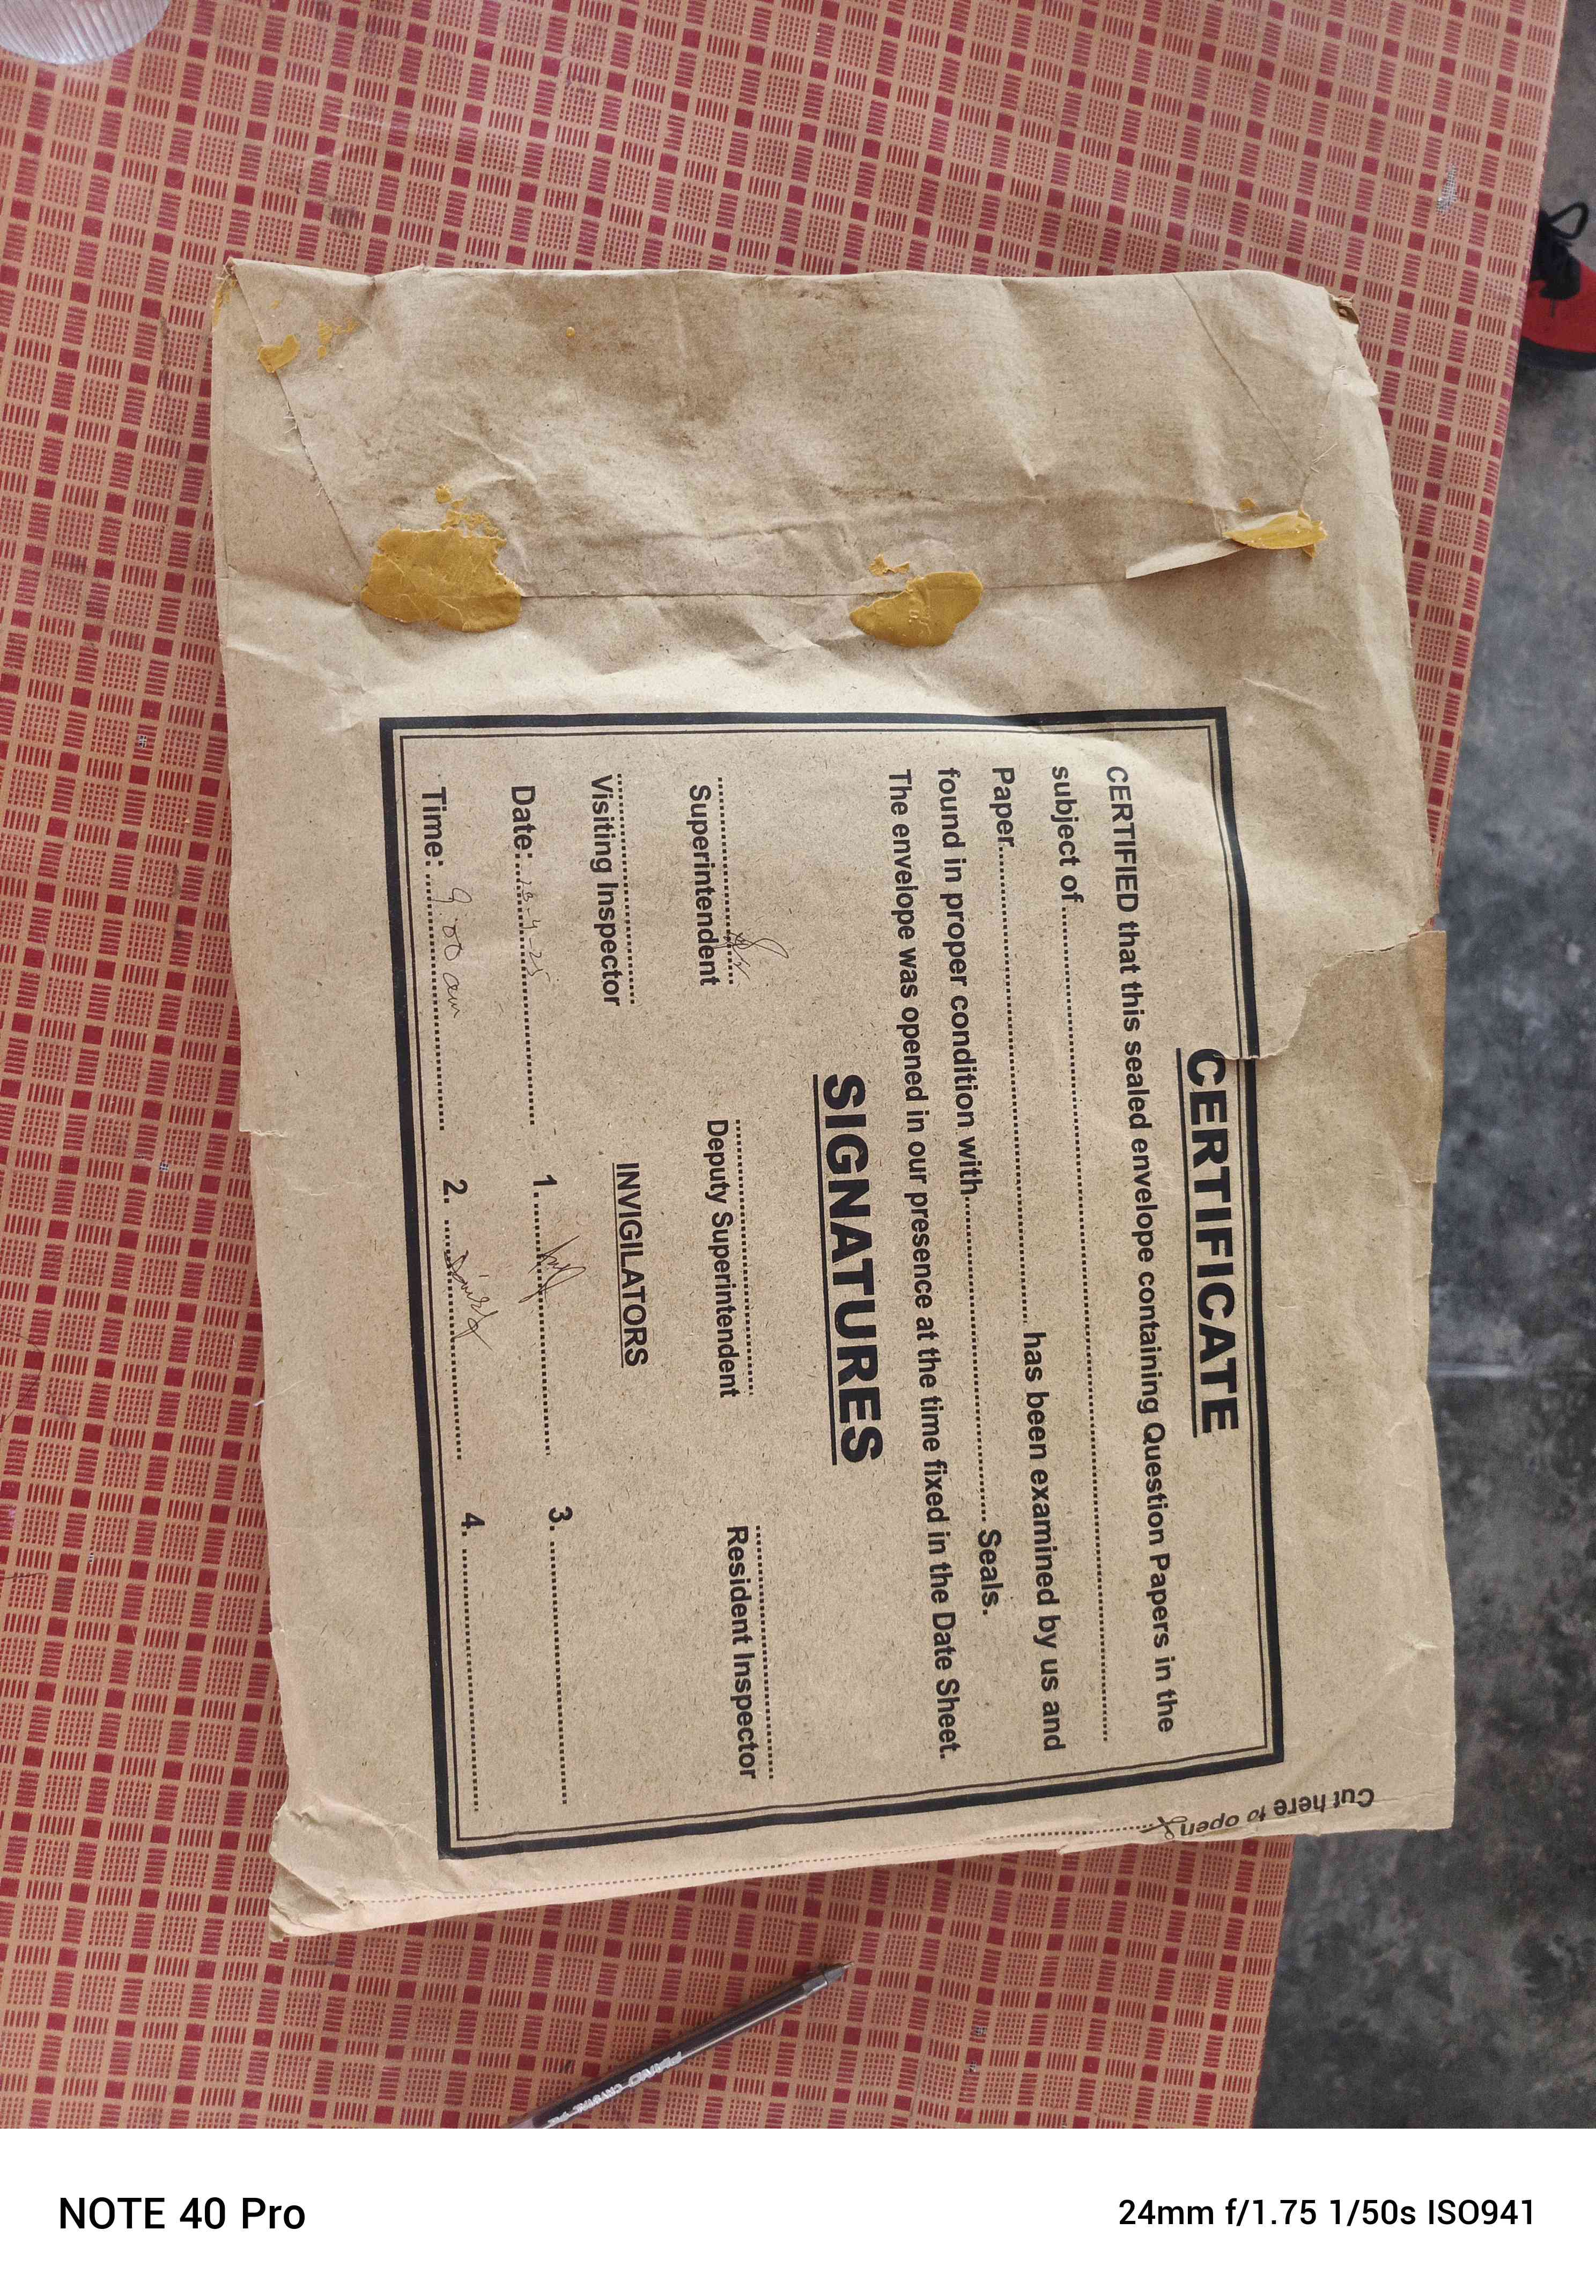 CERTIFICATE
CERTIFIED that this sealed envelope containing Question Papers in the
subject of ..............................................................
Paper.................................................... has been examined by us and
found in proper condition with.................................... Seals.
The envelope was opened in our presence at the time fixed in the Date Sheet.
SIGNATURES
Superintendent Deputy Superintendent Resident Inspector
Visiting Inspector INVIGILATORS
Date: 1. 3.
Time: 9:00 am 2. 4.
Cut here to open
PIANO CRYSTAL
NOTE 40 Pro
24mm f/1.75 1/50s ISO941